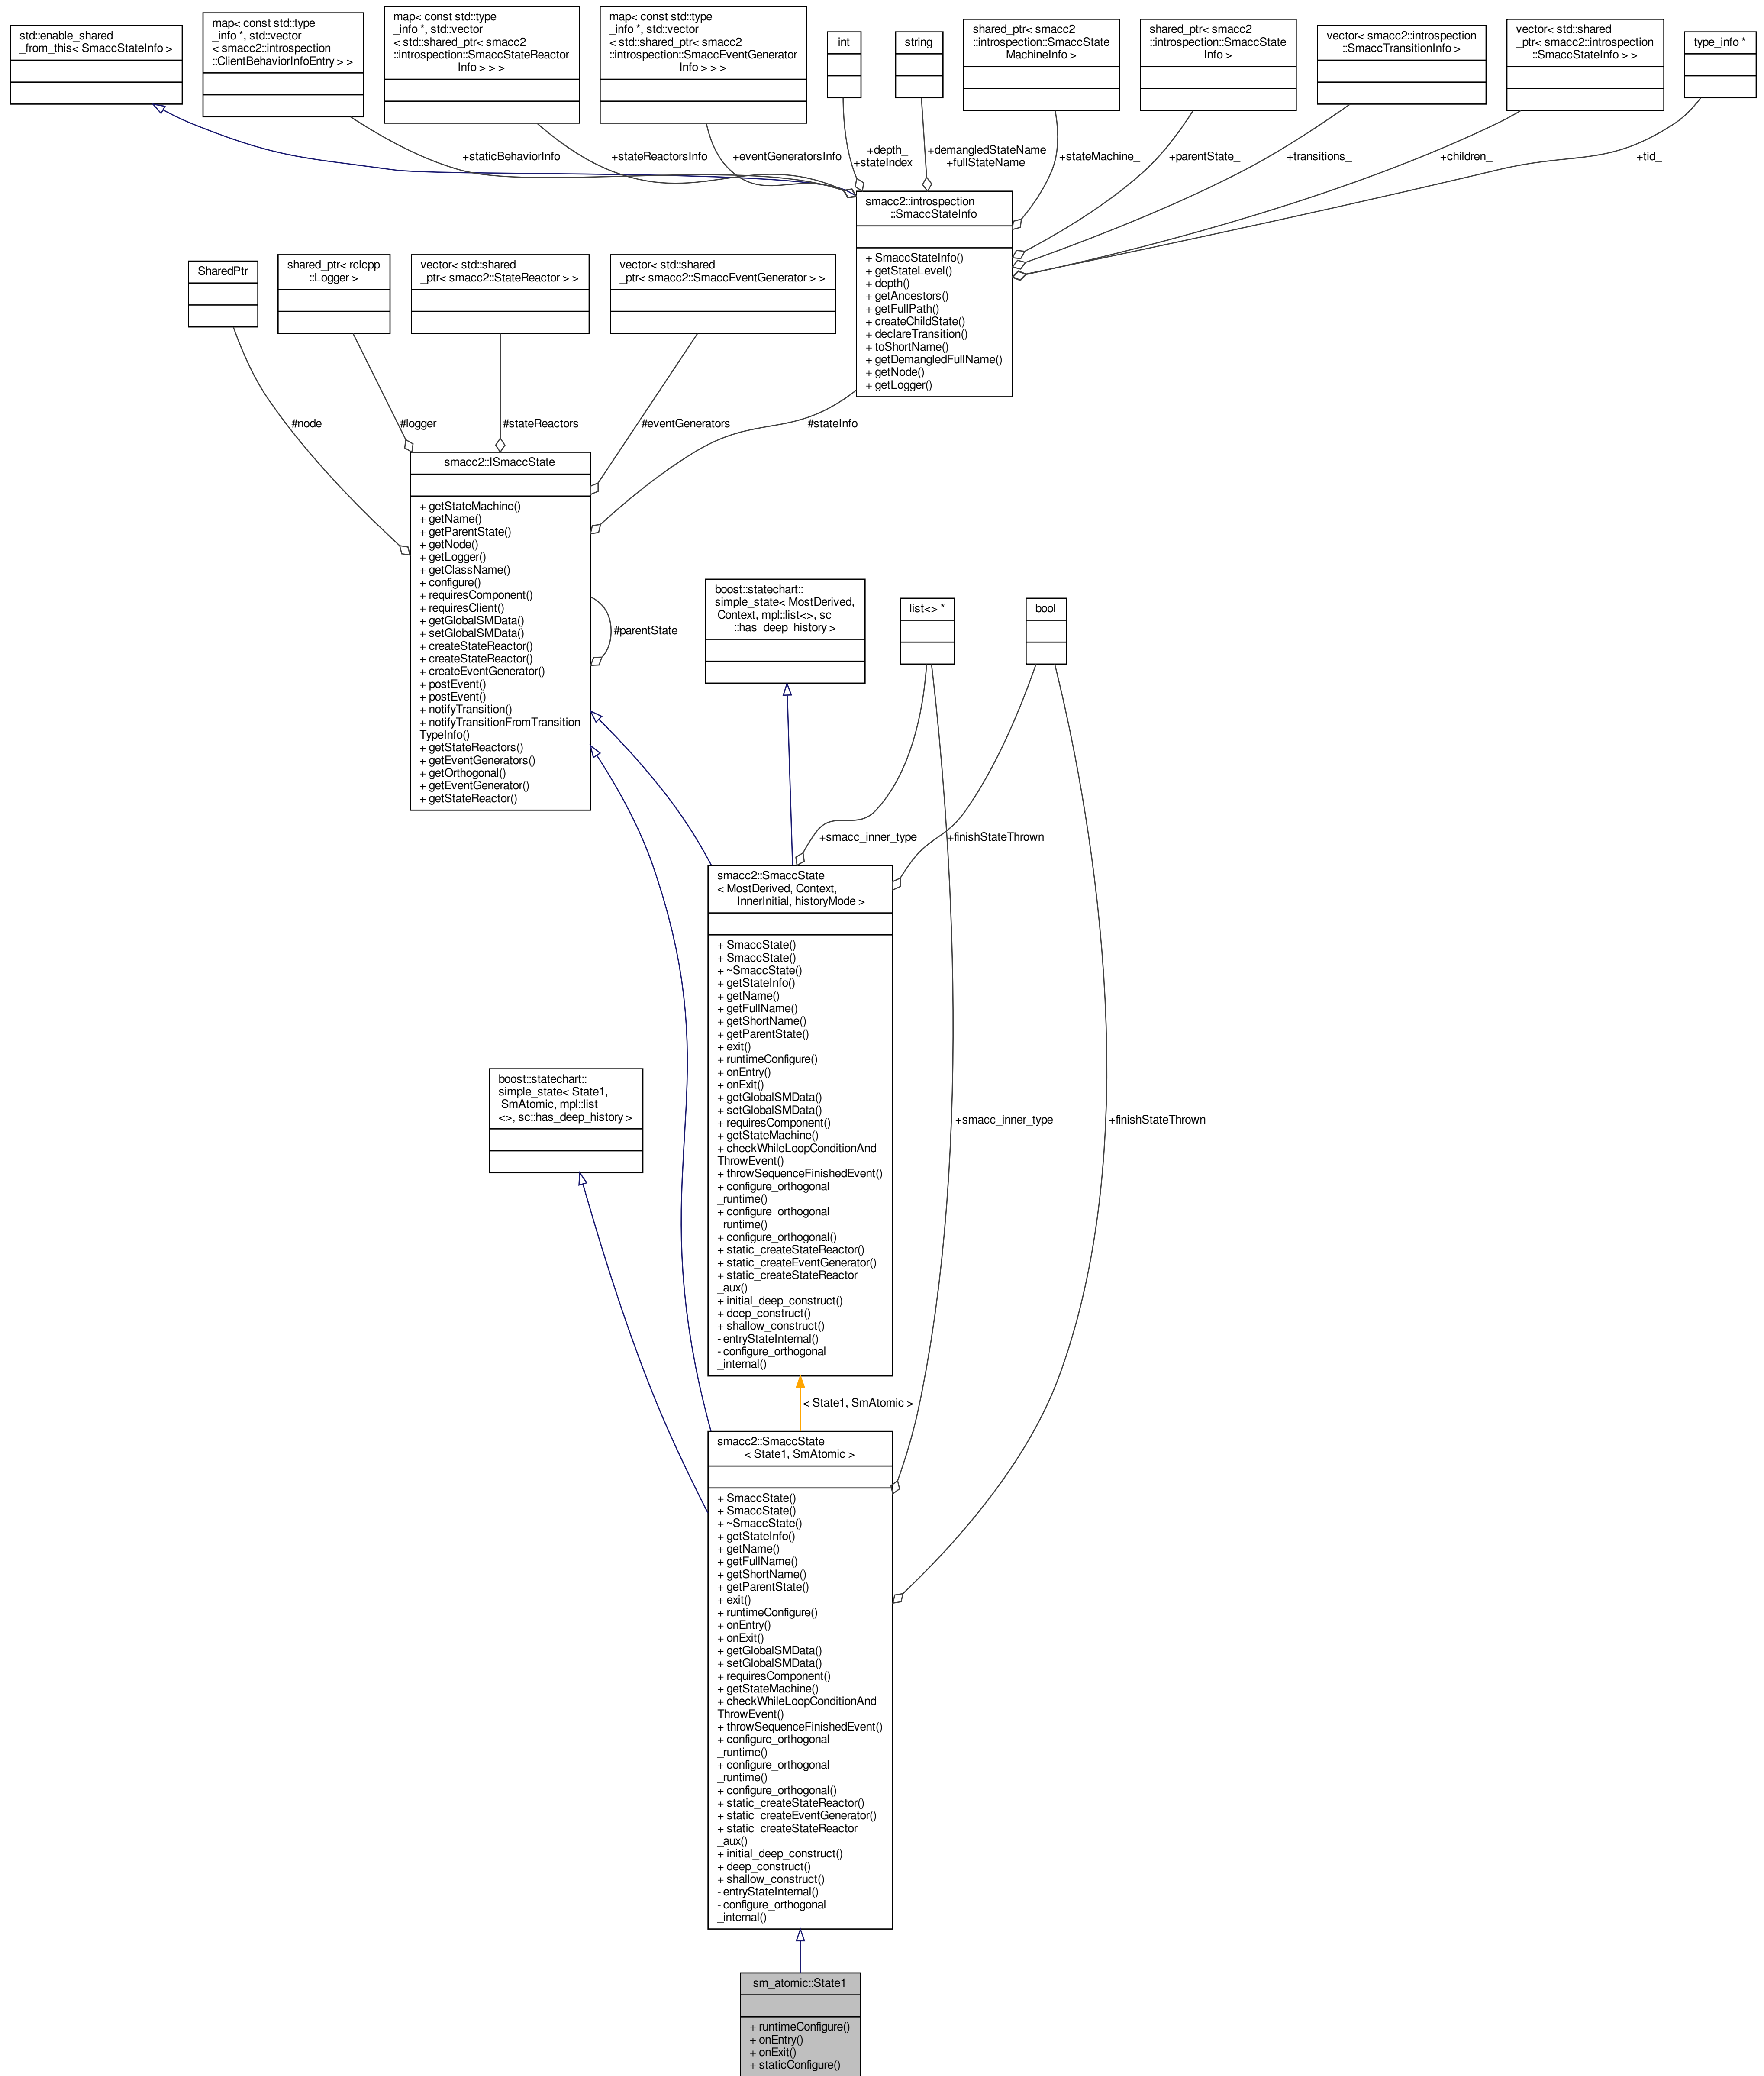 std::enable_shared
_from_this< SmaccStateInfo >
map< const std::type
_info *, std::vector
< smacc2::introspection
::ClientBehaviorInfoEntry > >
map< const std::type
_info *, std::vector
< std::shared_ptr< smacc2
::introspection::SmaccStateReactor
Info > > >
map< const std::type
_info *, std::vector
< std::shared_ptr< smacc2
::introspection::SmaccEventGenerator
Info > > >
int
string
shared_ptr< smacc2
::introspection::SmaccState
MachineInfo >
shared_ptr< smacc2
::introspection::SmaccState
Info >
vector< smacc2::introspection
::SmaccTransitionInfo >
vector< std::shared
_ptr< smacc2::introspection
::SmaccStateInfo > >
type_info *
+staticBehaviorInfo
+stateReactorsInfo
+eventGeneratorsInfo
+depth_
+stateIndex_
+demangledStateName
+fullStateName
+stateMachine_
+parentState_
+transitions_
+children_
+tid_
smacc2::introspection
::SmaccStateInfo
+ SmaccStateInfo()
+ getStateLevel()
+ depth()
+ getAncestors()
+ getFullPath()
+ createChildState()
+ declareTransition()
+ toShortName()
+ getDemangledFullName()
+ getNode()
+ getLogger()
SharedPtr
shared_ptr< rclcpp
::Logger >
vector< std::shared
_ptr< smacc2::StateReactor > >
vector< std::shared
_ptr< smacc2::SmaccEventGenerator > >
#node_
#logger_
#stateReactors_
#eventGenerators_
#stateInfo_
smacc2::ISmaccState
+ getStateMachine()
+ getName()
+ getParentState()
+ getNode()
+ getLogger()
+ getClassName()
+ configure()
+ requiresComponent()
+ requiresClient()
+ getGlobalSMData()
+ setGlobalSMData()
+ createStateReactor()
+ createStateReactor()
+ createEventGenerator()
+ postEvent()
+ postEvent()
+ notifyTransition()
+ notifyTransitionFromTransition
TypeInfo()
+ getStateReactors()
+ getEventGenerators()
+ getOrthogonal()
+ getEventGenerator()
+ getStateReactor()
#parentState_
boost::statechart::
simple_state< MostDerived,
Context, mpl::list<>, sc
::has_deep_history >
list<> *
bool
+smacc_inner_type
+finishStateThrown
smacc2::SmaccState
< MostDerived, Context,
InnerInitial, historyMode >
+ SmaccState()
+ SmaccState()
+ ~SmaccState()
+ getStateInfo()
+ getName()
+ getFullName()
+ getShortName()
+ getParentState()
+ exit()
+ runtimeConfigure()
+ onEntry()
+ onExit()
+ getGlobalSMData()
+ setGlobalSMData()
+ requiresComponent()
+ getStateMachine()
+ checkWhileLoopConditionAnd
ThrowEvent()
+ throwSequenceFinishedEvent()
+ configure_orthogonal
_runtime()
+ configure_orthogonal
_runtime()
+ configure_orthogonal()
+ static_createStateReactor()
+ static_createEventGenerator()
+ static_createStateReactor
_aux()
+ initial_deep_construct()
+ deep_construct()
+ shallow_construct()
- entryStateInternal()
- configure_orthogonal
_internal()
boost::statechart::
simple_state< State1,
SmAtomic, mpl::list
<>, sc::has_deep_history >
+smacc_inner_type
+finishStateThrown
< State1, SmAtomic >
smacc2::SmaccState
< State1, SmAtomic >
+ SmaccState()
+ SmaccState()
+ ~SmaccState()
+ getStateInfo()
+ getName()
+ getFullName()
+ getShortName()
+ getParentState()
+ exit()
+ runtimeConfigure()
+ onEntry()
+ onExit()
+ getGlobalSMData()
+ setGlobalSMData()
+ requiresComponent()
+ getStateMachine()
+ checkWhileLoopConditionAnd
ThrowEvent()
+ throwSequenceFinishedEvent()
+ configure_orthogonal
_runtime()
+ configure_orthogonal
_runtime()
+ configure_orthogonal()
+ static_createStateReactor()
+ static_createEventGenerator()
+ static_createStateReactor
_aux()
+ initial_deep_construct()
+ deep_construct()
+ shallow_construct()
- entryStateInternal()
- configure_orthogonal
_internal()
sm_atomic::State1
+ runtimeConfigure()
+ onEntry()
+ onExit()
+ staticConfigure()